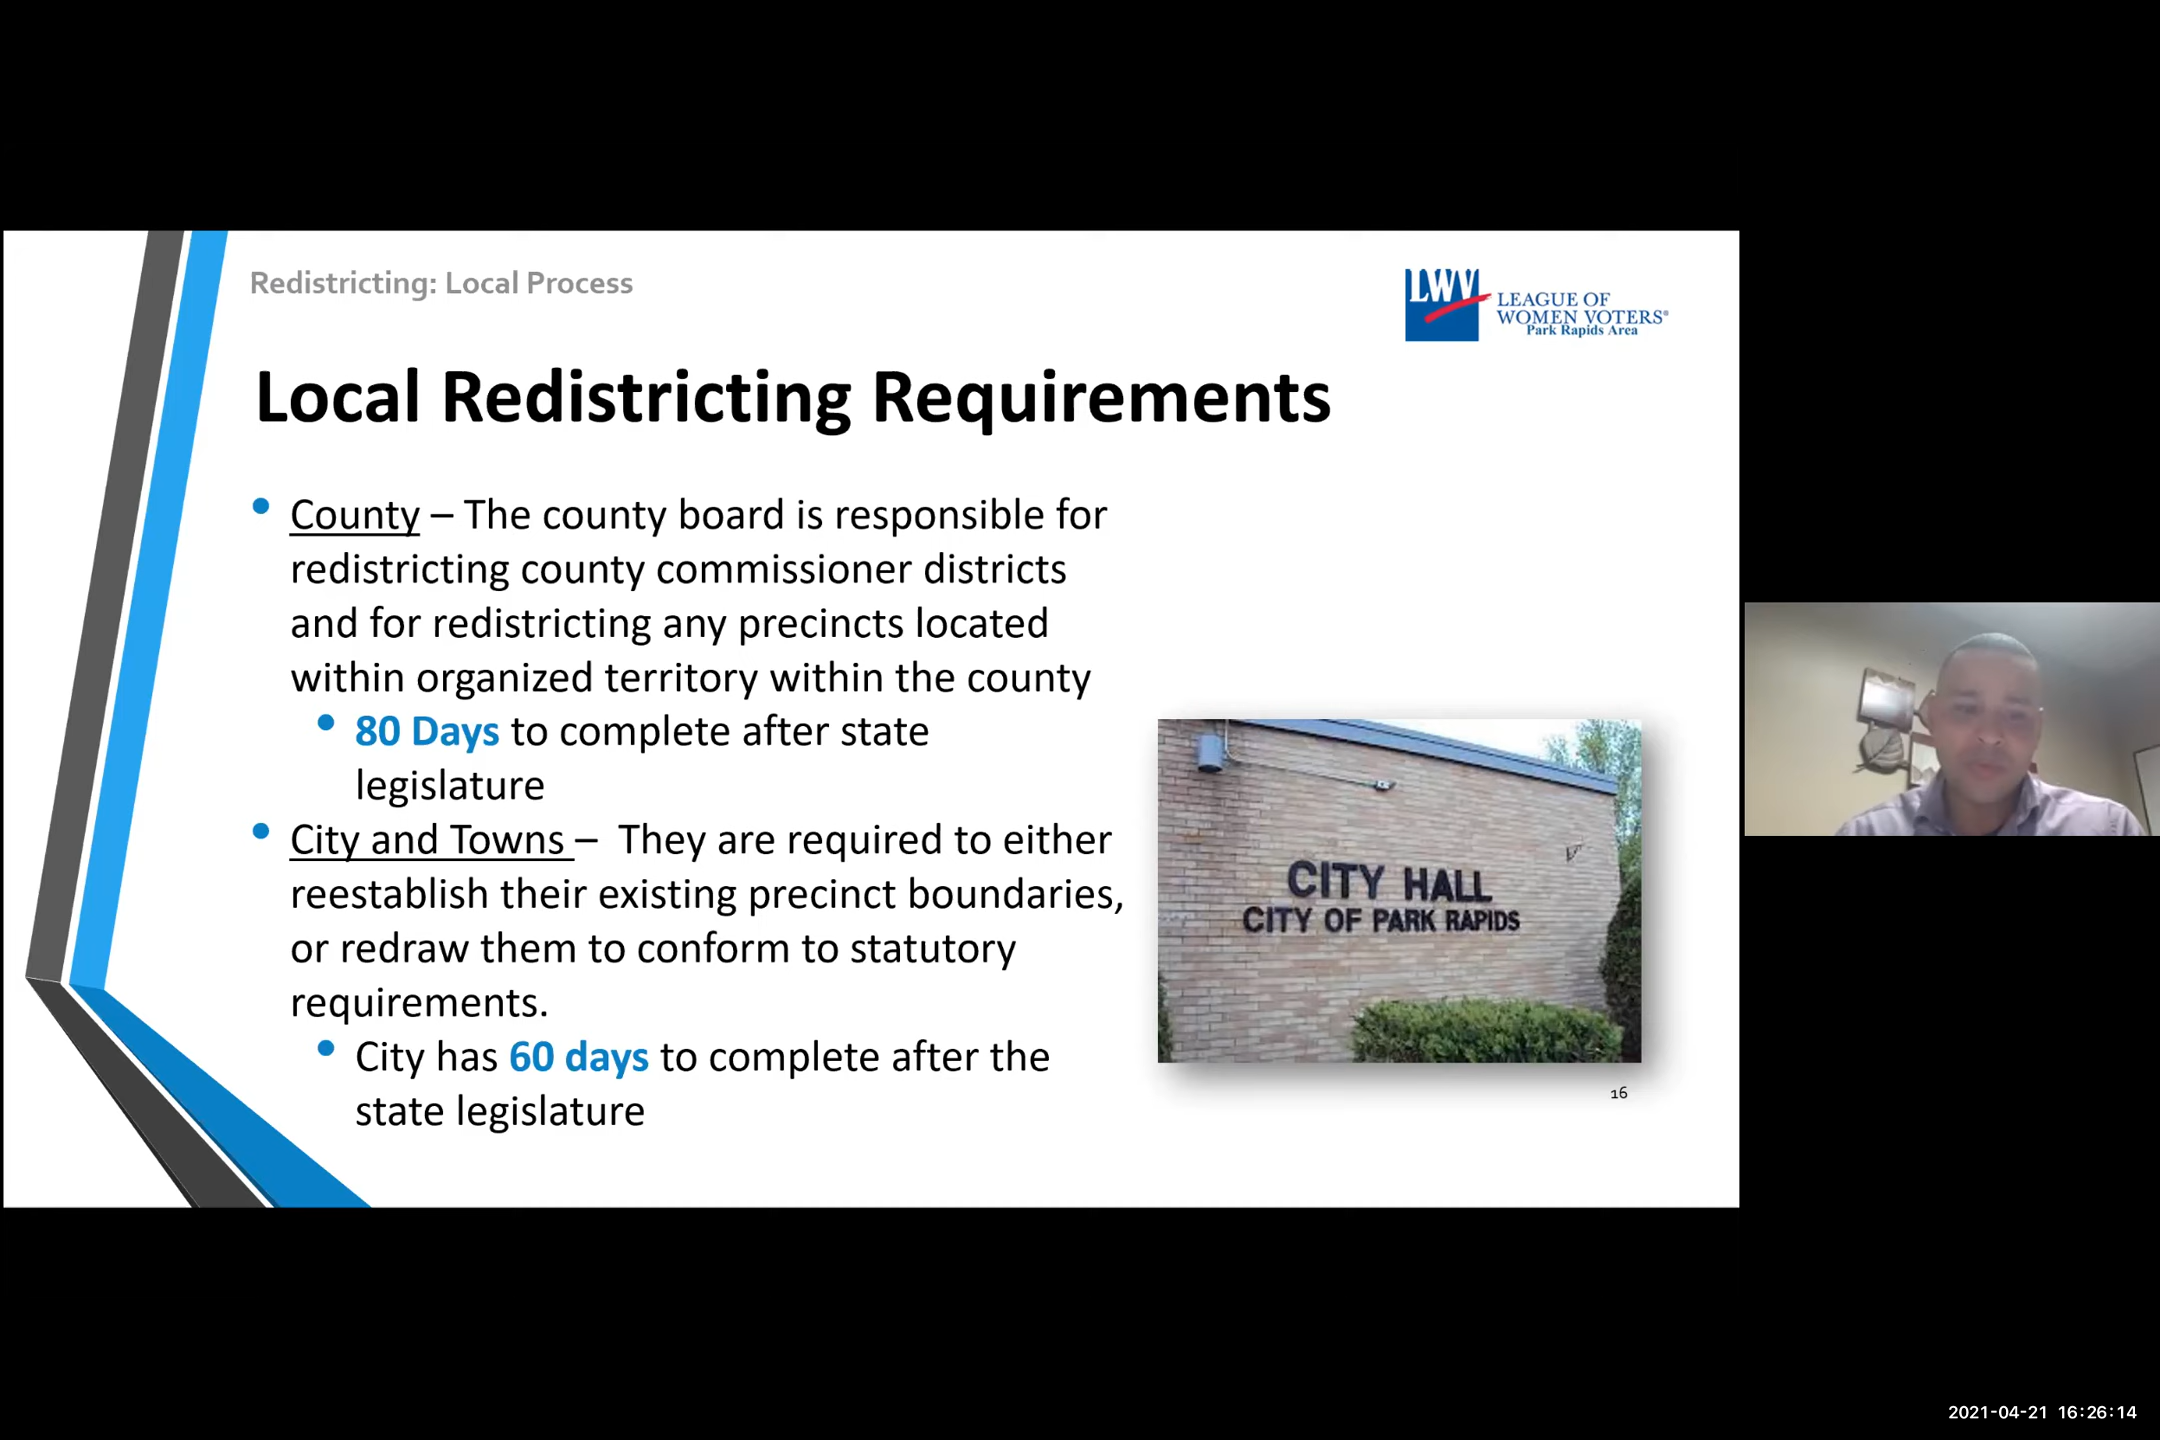 Redistricting: Local Process
LWV
LEAGUE OF
WOMEN VOTERS®
Park Rapids Area
Local Redistricting Requirements
• County – The county board is responsible for
redistricting county commissioner districts
and for redistricting any precincts located
within organized territory within the county
• 80 Days to complete after state
legislature
• City and Towns – They are required to either
reestablish their existing precinct boundaries,
or redraw them to conform to statutory
requirements.
• City has 60 days to complete after the
state legislature
CITY HALL
CITY OF PARK RAPIDS
16
2021-04-21 16:26:14